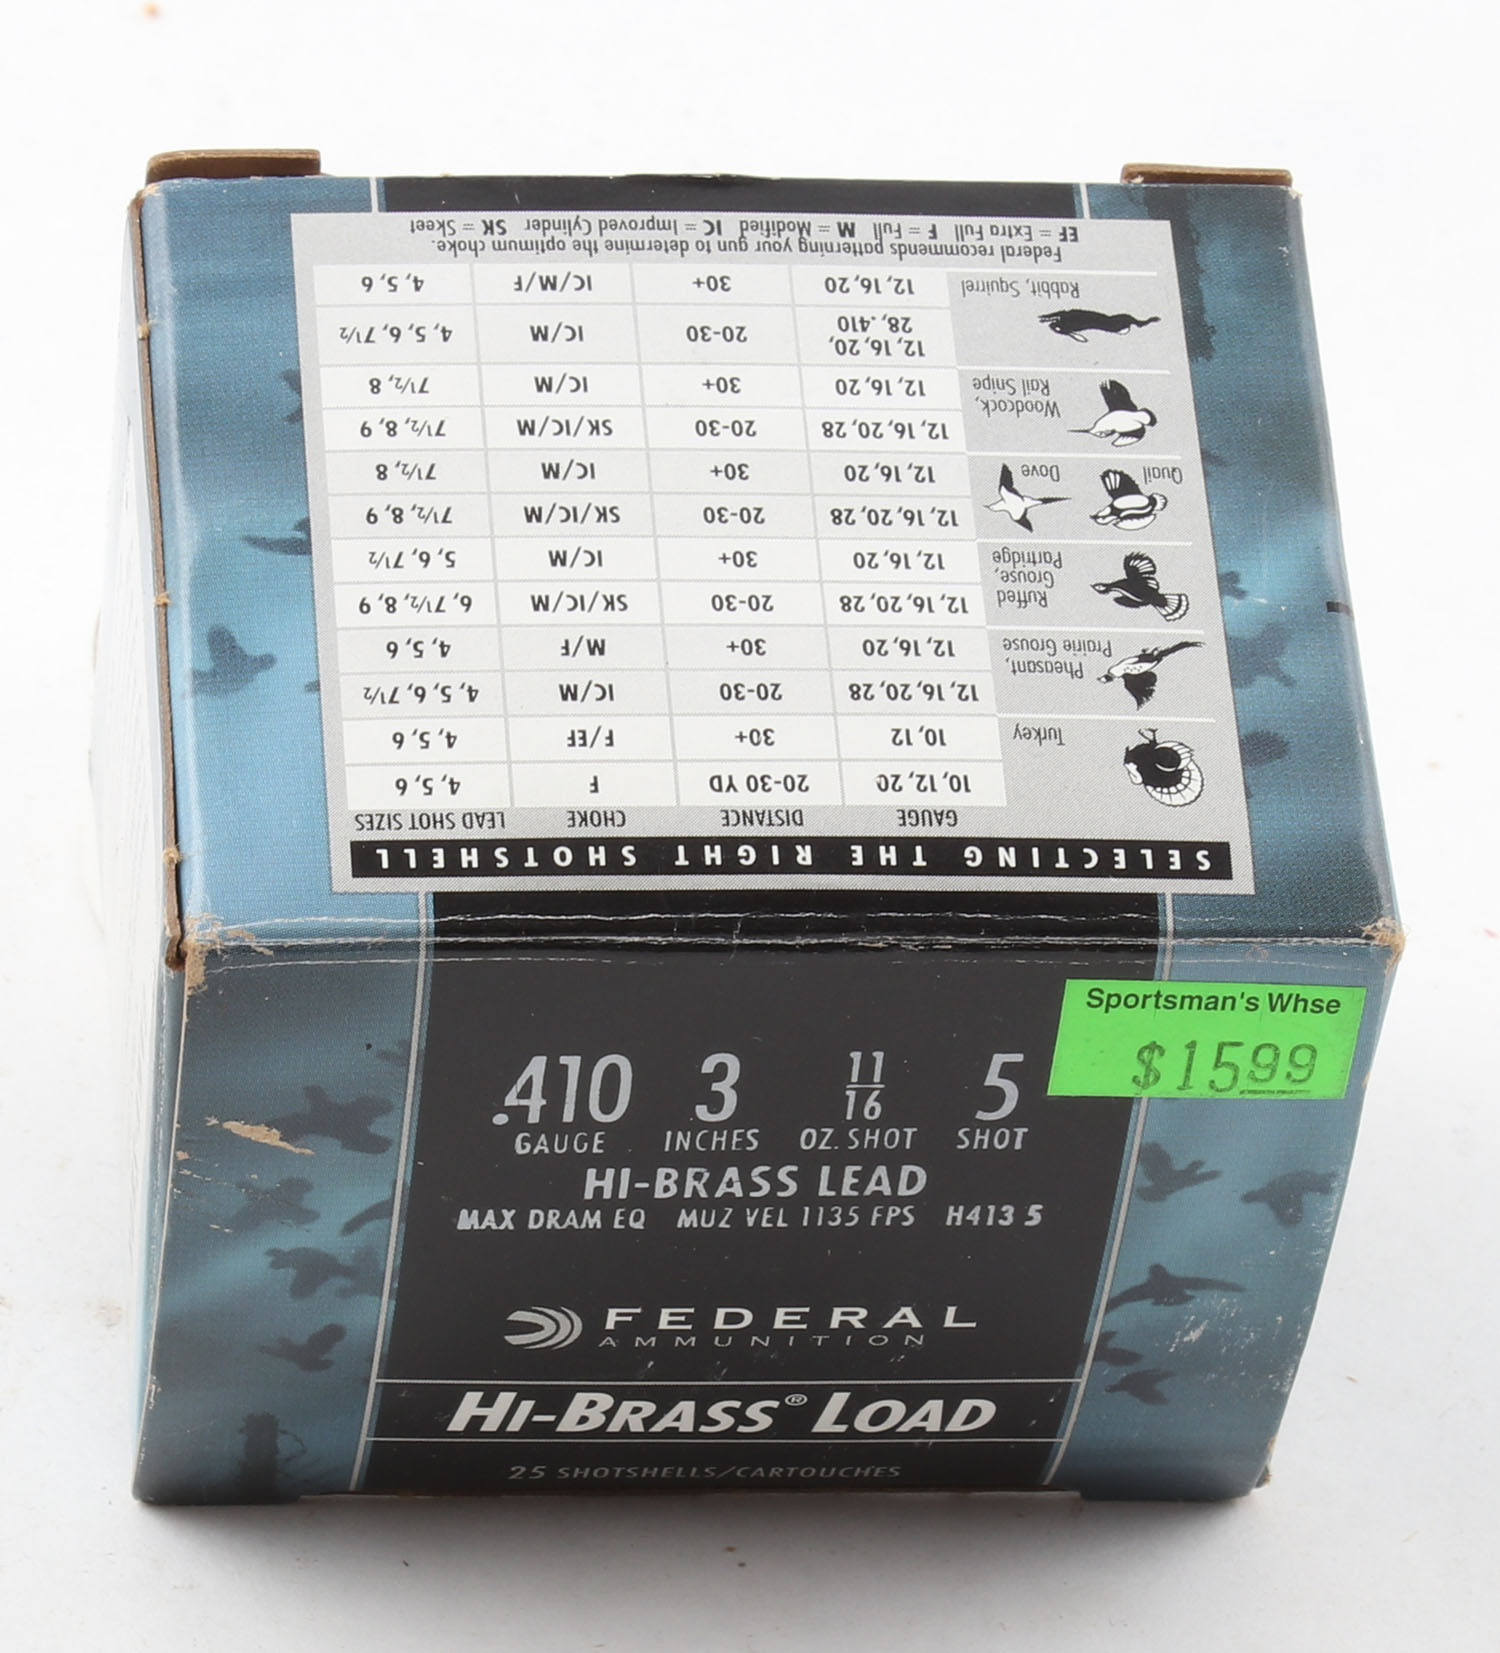 SELECTING THE RIGHT SHOTSHELL
GAUGE DISTANCE CHOKE LEAD SHOT SIZES
Turkey
10, 12, 20 20-30 YD F 4, 5, 6
10, 12 30+ F/EF 4, 5, 6
Pheasant,
Prairie Grouse
12, 16, 20, 28 20-30 IC/M 4, 5, 6, 7½
12, 16, 20 30+ M/F 4, 5, 6
Ruffed
Grouse,
Partridge
12, 16, 20, 28 20-30 SK/IC/M 6, 7½, 8, 9
12, 16, 20 30+ IC/M 5, 6, 7½
Quail Dove
12, 16, 20, 28 20-30 SK/IC/M 7½, 8, 9
12, 16, 20 30+ IC/M 7½, 8
Woodcock,
Rail Snipe
12, 16, 20, 28 20-30 SK/IC/M 7½, 8, 9
12, 16, 20 30+ IC/M 7½, 8
Rabbit, Squirrel
12, 16, 20,
28, .410 20-30 IC/M 4, 5, 6, 7½
12, 16, 20 30+ IC/M/F 4, 5, 6
Federal recommends patterning your gun to determine the optimum choke.
EF = Extra Full F = Full M = Modified IC = Improved Cylinder SK = Skeet
Sportsman's Whse
$15.99
.410 3 11/16 5
GAUGE INCHES OZ. SHOT SHOT
HI-BRASS LEAD
MAX DRAM EQ MUZ VEL 1135 FPS H413 5
FEDERAL
AMMUNITION
HI-BRASS® LOAD
25 SHOTSHELLS/CARTOUCHES